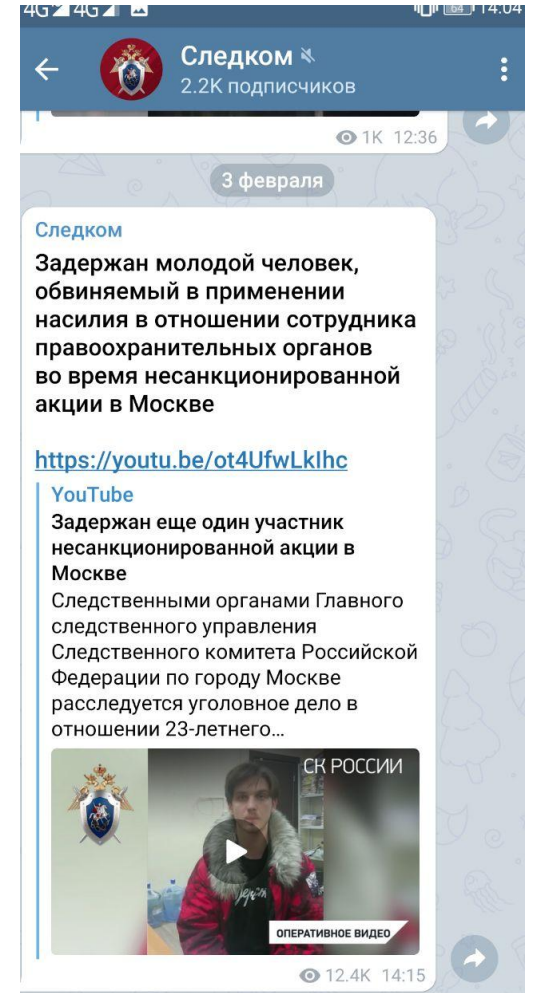 4G 4G 64 14:04
Следком
2.2K подписчиков
1K 12:36
3 февраля
Следком
Задержан молодой человек,
обвиняемый в применении
насилия в отношении сотрудника
правоохранительных органов
во время несанкционированной
акции в Москве
https://youtu.be/ot4UfwLkIhc
YouTube
Задержан еще один участник
несанкционированной акции в
Москве
Следственными органами Главного
следственного управления
Следственного комитета Российской
Федерации по городу Москве
расследуется уголовное дело в
отношении 23-летнего...
СК РОССИИ
ОПЕРАТИВНОЕ ВИДЕО
12.4K 14:15